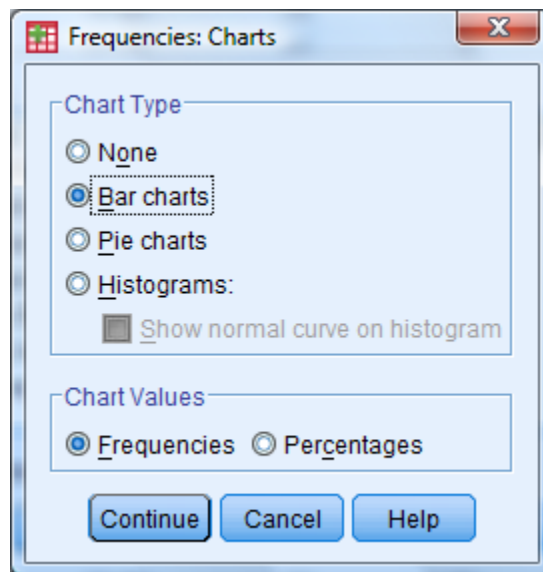 Frequencies: Charts
Chart Type
None
Bar charts
Pie charts
Histograms:
Show normal curve on histogram
Chart Values
Frequencies Percentages
Continue Cancel Help